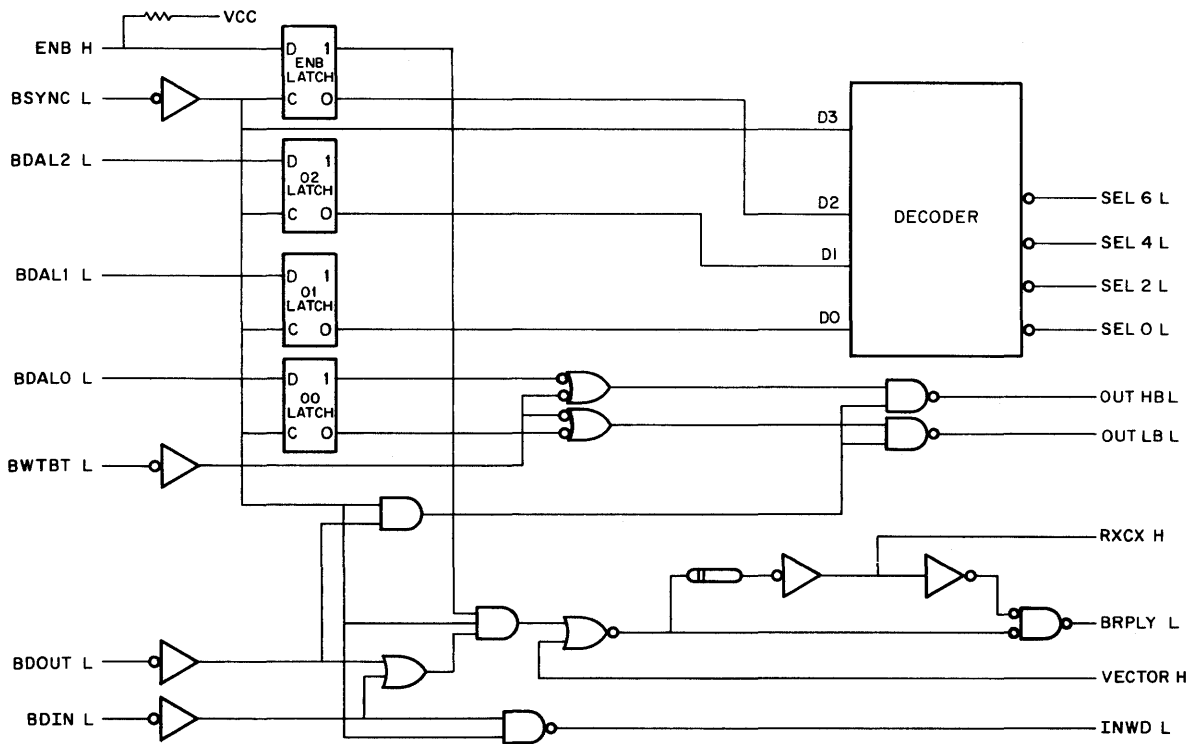 VCC
ENB H
D 1
ENB
LATCH
C 0
BSYNC L
D3
BDAL2 L
D 1
02
LATCH
C 0
D2
DECODER
SEL 6 L
SEL 4 L
D1
BDAL1 L
D 1
01
LATCH
C 0
SEL 2 L
D0
SEL 0 L
BDAL0 L
D 1
00
LATCH
C 0
OUT HB L
OUT LB L
BWTBT L
RXCX H
BRPLY L
BDOUT L
VECTOR H
BDIN L
INWD L